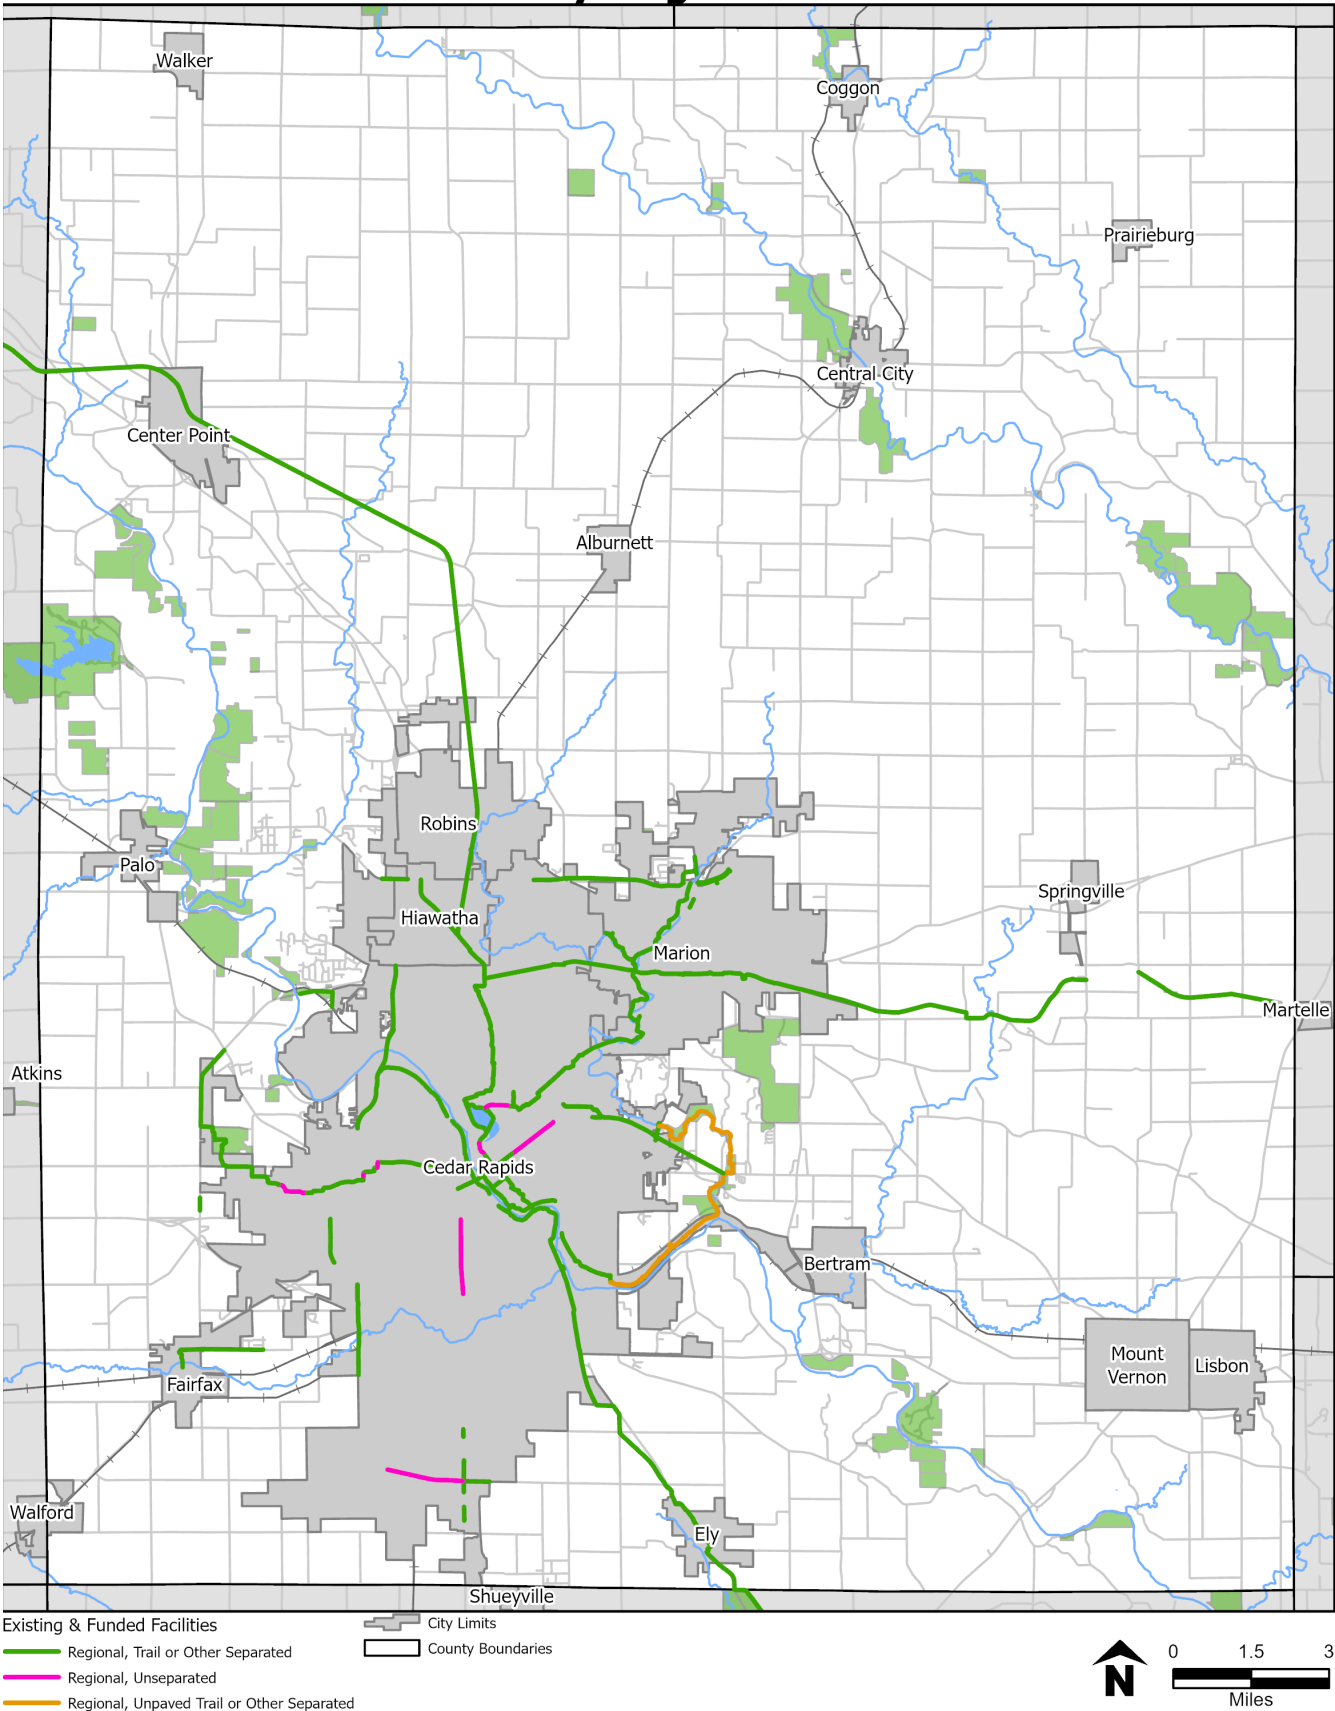 Walker
Coggon
Prairieburg
Central City
Center Point
Alburnett
Robins
Palo
Springville
Hiawatha
Marion
Martelle
Atkins
Cedar Rapids
Bertram
Mount
Vernon
Lisbon
Fairfax
Walford
Ely
Shueyville
Existing & Funded Facilities
Regional, Trail or Other Separated
Regional, Unseparated
Regional, Unpaved Trail or Other Separated
City Limits
County Boundaries
N
0 1.5 3
Miles